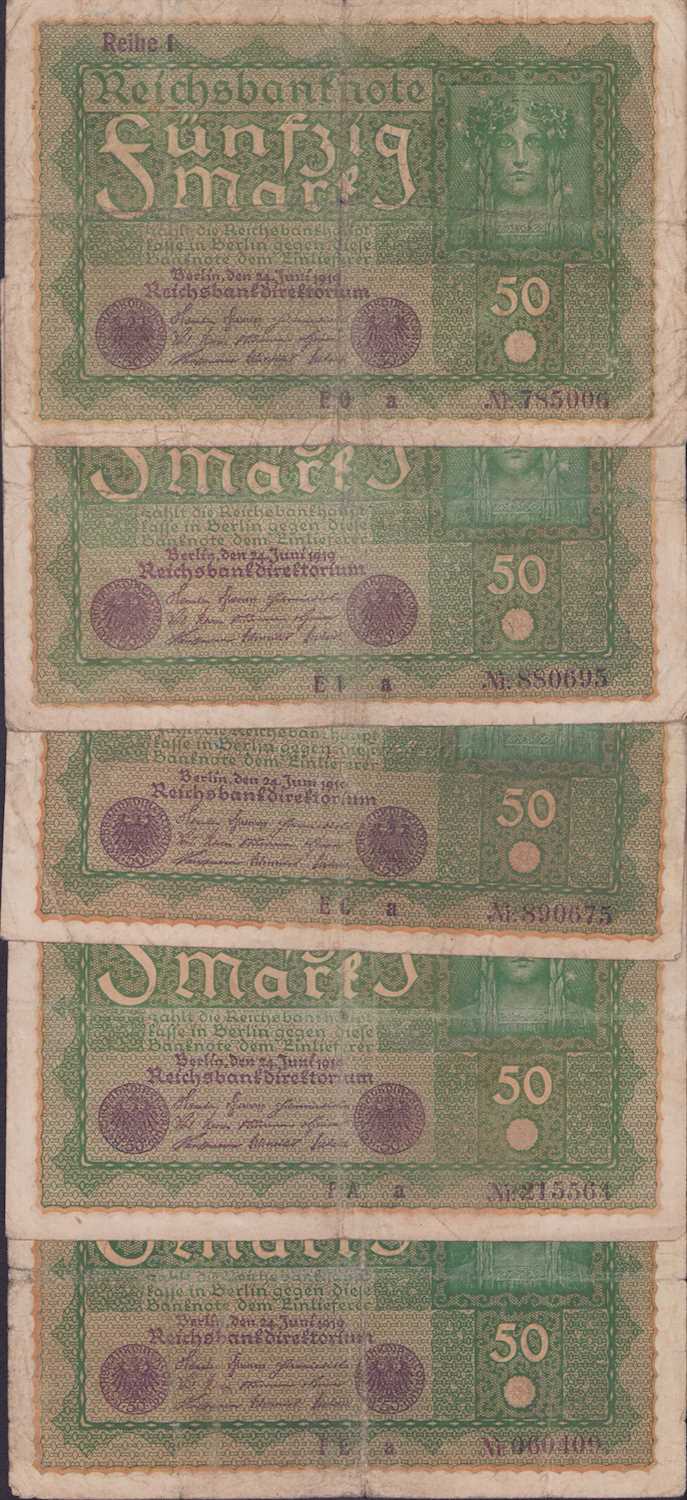 Reihe 1
Reichsbanknote
Fünfzig
Mark
zahlt die Reichsbankhaupt
kasse in Berlin gegen diese
Banknote dem Einlieferer
Berlin, den 24. Juni 1919
Reichsbankdirektorium
50
a Nr. 785006
Mark
zahlt die Reichsbankhaupt
kasse in Berlin gegen diese
Banknote dem Einlieferer
Berlin, den 24. Juni 1919
Reichsbankdirektorium
50
E I a Nr. 880695
zahlt die Reichsbankhaupt
kasse in Berlin gegen diese
Banknote dem Einlieferer
Berlin, den 24. Juni 1919
Reichsbankdirektorium
50
a Nr. 890675
Mark
zahlt die Reichsbankhaupt
kasse in Berlin gegen diese
Banknote dem Einlieferer
Berlin, den 24. Juni 1919
Reichsbankdirektorium
50
A a Nr. 215564
Mark
zahlt die Reichsbankhaupt
kasse in Berlin gegen diese
Banknote dem Einlieferer
Berlin, den 24. Juni 1919
Reichsbankdirektorium
50
a Nr. 060409